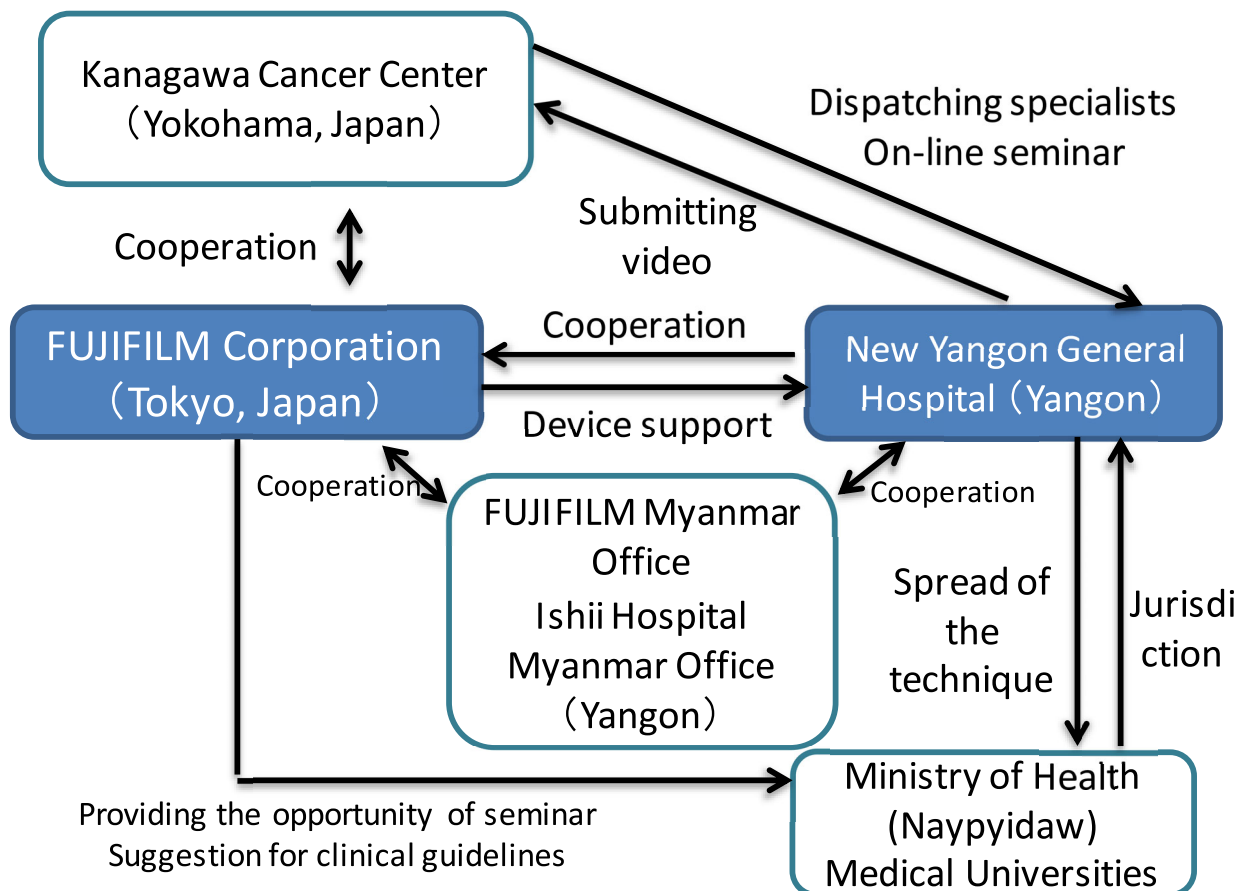 Kanagawa Cancer Center
（Yokohama, Japan）
Dispatching specialists
On-line seminar
Submitting
video
Cooperation
FUJIFILM Corporation
（Tokyo, Japan）
Cooperation
Device support
New Yangon General
Hospital（Yangon）
Cooperation
FUJIFILM Myanmar
Office
Ishii Hospital
Myanmar Office
（Yangon）
Cooperation
Spread of
the
technique
Jurisdi
ction
Providing the opportunity of seminar
Suggestion for clinical guidelines
Ministry of Health
(Naypyidaw)
Medical Universities